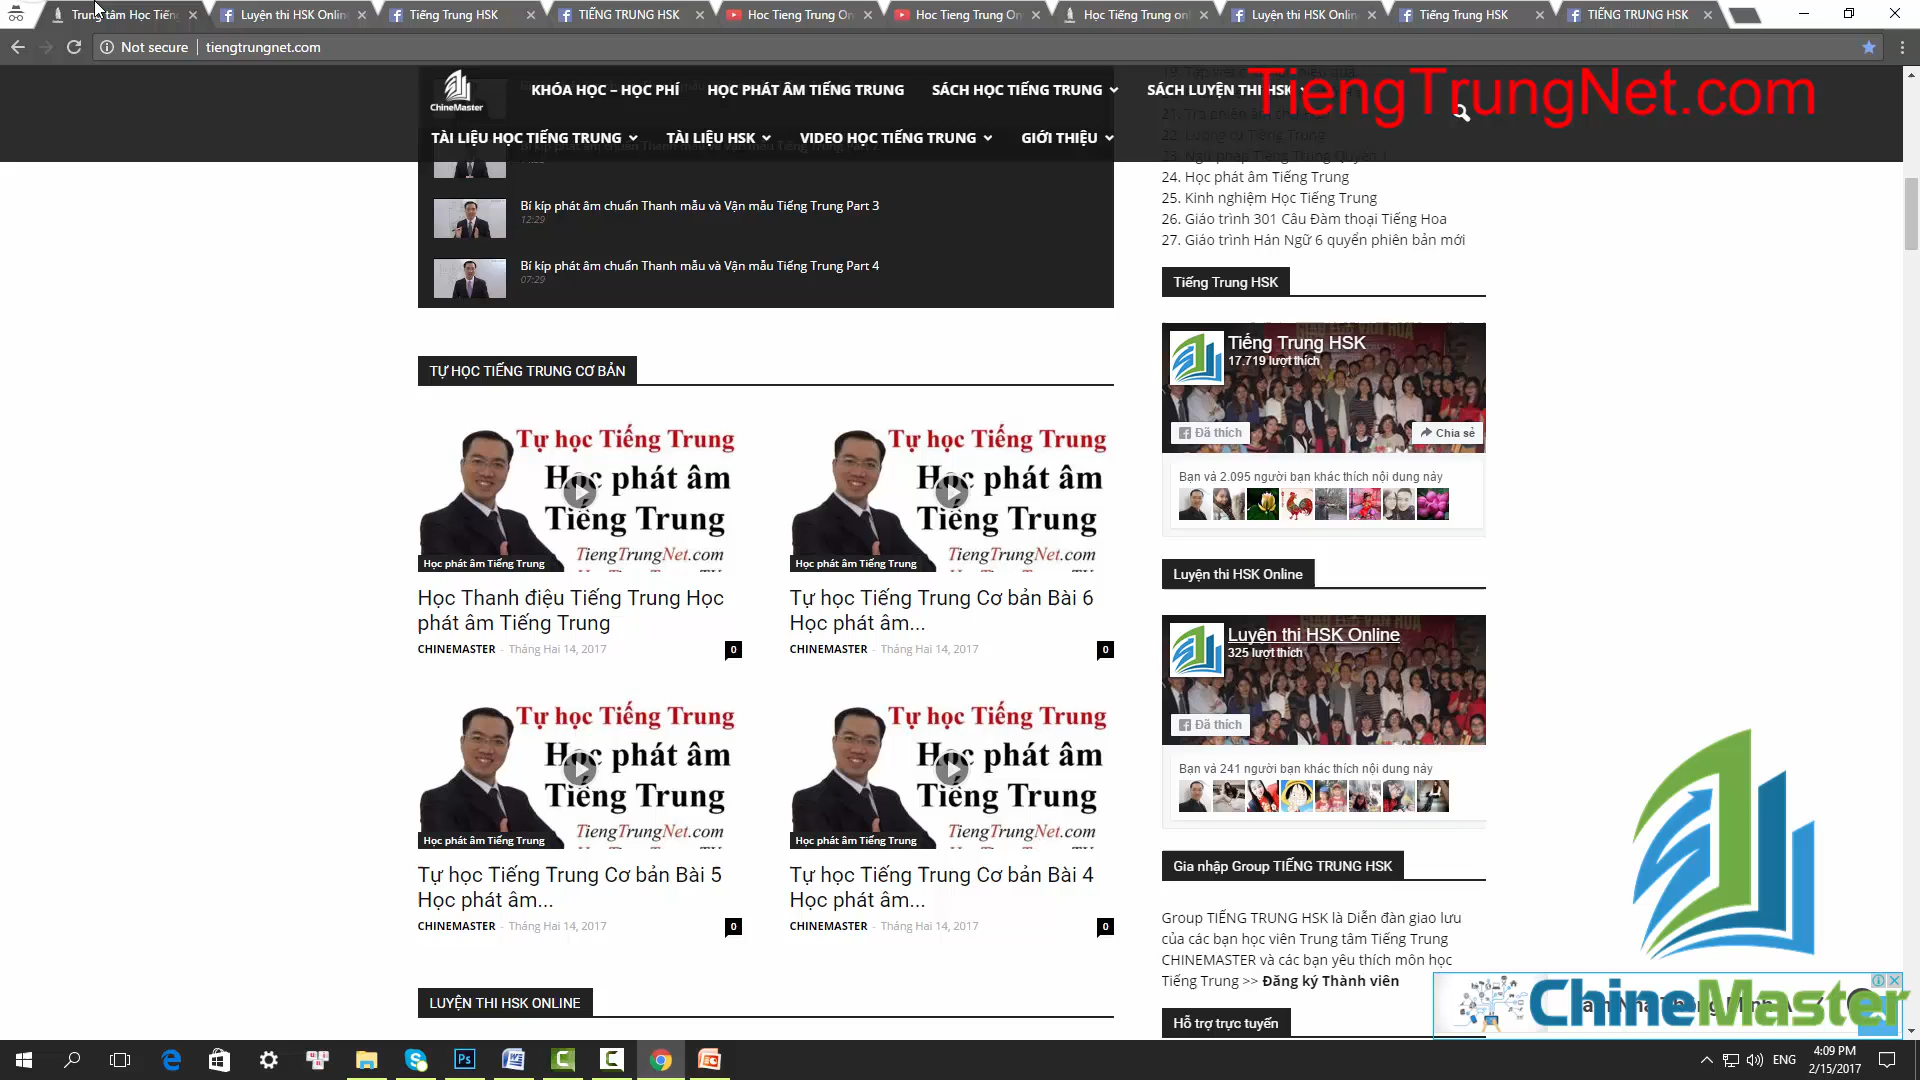 Trung tâm Học Tiếng
Luyện thi HSK Online
Tiếng Trung HSK
TIẾNG TRUNG HSK
Hoc Tieng Trung On
Hoc Tieng Trung On
Học Tiếng Trung onl
Luyện thi HSK Onlin
Tiếng Trung HSK
TIẾNG TRUNG HSK
Not secure
tiengtrungnet.com
ChineMaster
KHÓA HỌC – HỌC PHÍ
HỌC PHÁT ÂM TIẾNG TRUNG
SÁCH HỌC TIẾNG TRUNG
SÁCH LUYỆN THI HSK
TiengTrungNet.com
TÀI LIỆU HỌC TIẾNG TRUNG
TÀI LIỆU HSK
VIDEO HỌC TIẾNG TRUNG
GIỚI THIỆU
23. Ngữ pháp Tiếng Trung Quyển 1
24. Học phát âm Tiếng Trung
25. Kinh nghiệm Học Tiếng Trung
26. Giáo trình 301 Câu Đàm thoại Tiếng Hoa
27. Giáo trình Hán Ngữ 6 quyển phiên bản mới
Bí kíp phát âm chuẩn Thanh mẫu và Vận mẫu Tiếng Trung Part 3
12:29
Bí kíp phát âm chuẩn Thanh mẫu và Vận mẫu Tiếng Trung Part 4
07:29
TỰ HỌC TIẾNG TRUNG CƠ BẢN
Tự học Tiếng Trung
Học phát âm
Tiếng Trung
TiengTrungNet.com
Học phát âm Tiếng Trung
Học Thanh điệu Tiếng Trung Học
phát âm Tiếng Trung
CHINEMASTER - Tháng Hai 14, 2017
0
Tự học Tiếng Trung
Học phát âm
Tiếng Trung
TiengTrungNet.com
Học phát âm Tiếng Trung
Tự học Tiếng Trung Cơ bản Bài 6
Học phát âm...
CHINEMASTER - Tháng Hai 14, 2017
0
Tự học Tiếng Trung
Học phát âm
Tiếng Trung
TiengTrungNet.com
Học phát âm Tiếng Trung
Tự học Tiếng Trung Cơ bản Bài 5
Học phát âm...
CHINEMASTER - Tháng Hai 14, 2017
0
Tự học Tiếng Trung
Học phát âm
Tiếng Trung
TiengTrungNet.com
Học phát âm Tiếng Trung
Tự học Tiếng Trung Cơ bản Bài 4
Học phát âm...
CHINEMASTER - Tháng Hai 14, 2017
0
LUYỆN THI HSK ONLINE
Tiếng Trung HSK
Tiếng Trung HSK
17.719 lượt thích
Đã thích
Chia sẻ
Bạn và 2.095 người bạn khác thích nội dung này
Luyện thi HSK Online
Luyện thi HSK Online
325 lượt thích
Đã thích
Bạn và 241 người bạn khác thích nội dung này
Gia nhập Group TIẾNG TRUNG HSK
Group TIẾNG TRUNG HSK là Diễn đàn giao lưu
của các bạn học viên Trung tâm Tiếng Trung
CHINEMASTER và các bạn yêu thích môn học
Tiếng Trung >> Đăng ký Thành viên
Hỗ trợ trực tuyến
ChineMaster
ENG
4:09 PM
2/15/2017